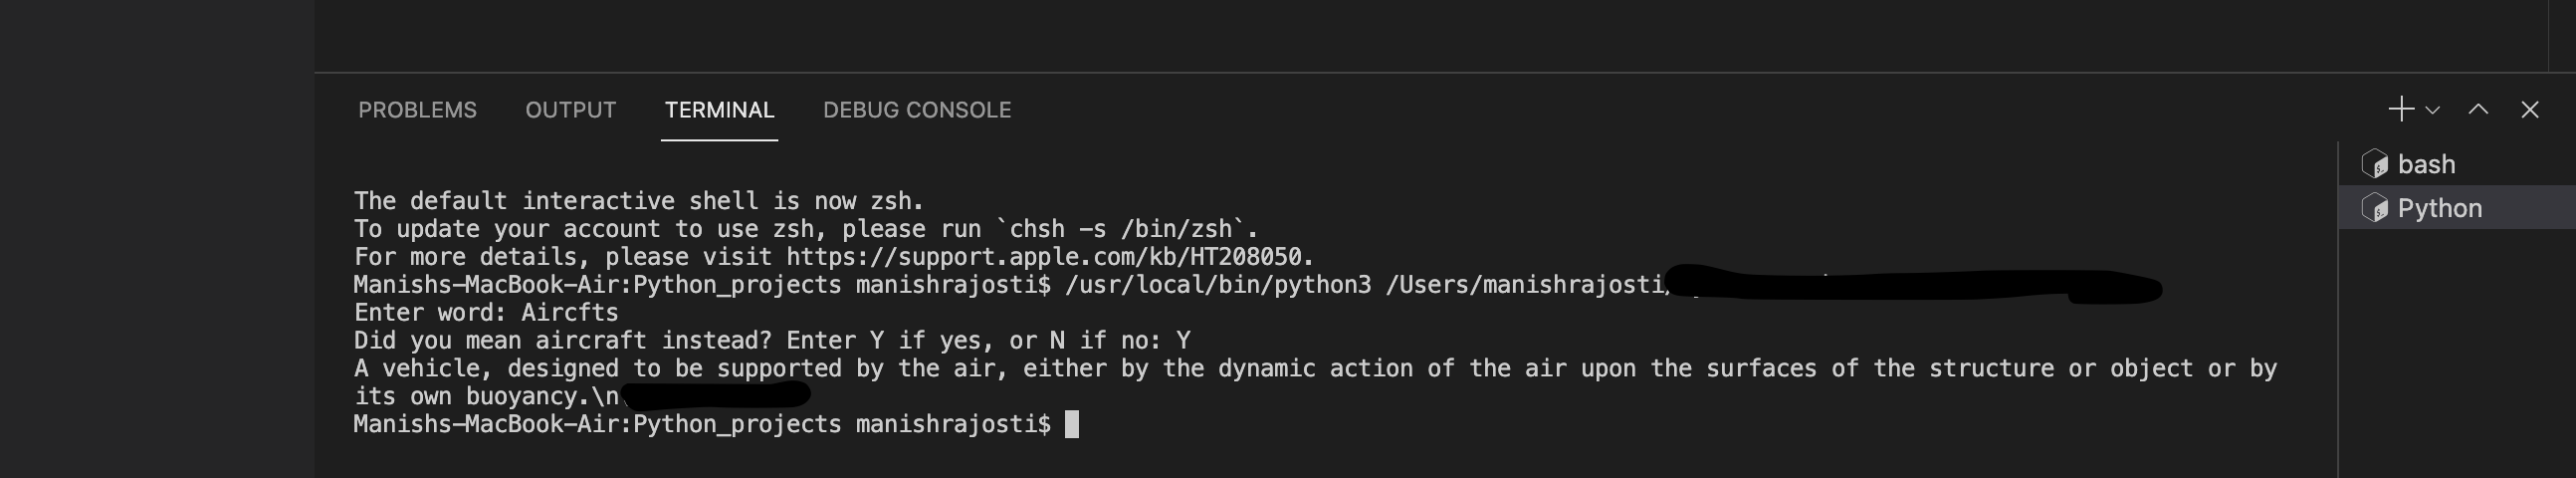 PROBLEMS OUTPUT TERMINAL DEBUG CONSOLE
bash
Python
The default interactive shell is now zsh.
To update your account to use zsh, please run `chsh -s /bin/zsh`.
For more details, please visit https://support.apple.com/kb/HT208050.
Manishs-MacBook-Air:Python_projects manishrajosti$ /usr/local/bin/python3 /Users/manishrajosti/
Enter word: Aircfts
Did you mean aircraft instead? Enter Y if yes, or N if no: Y
A vehicle, designed to be supported by the air, either by the dynamic action of the air upon the surfaces of the structure or object or by
its own buoyancy.\n
Manishs-MacBook-Air:Python_projects manishrajosti$